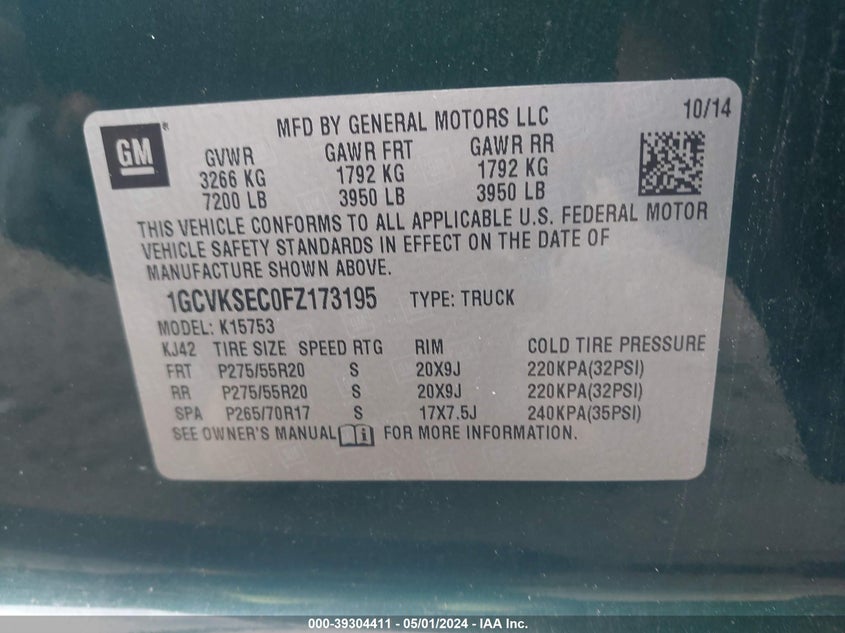 MFD BY GENERAL MOTORS LLC
10/14
GM
GVWR GAWR FRT GAWR RR
3266 KG 1792 KG 1792 KG
7200 LB 3950 LB 3950 LB
THIS VEHICLE CONFORMS TO ALL APPLICABLE U.S. FEDERAL MOTOR
VEHICLE SAFETY STANDARDS IN EFFECT ON THE DATE OF
MANUFACTURE SHOWN ABOVE.
1GCVKSEC0FZ173195 TYPE: TRUCK
MODEL: K15753
KJ42 TIRE SIZE SPEED RTG RIM COLD TIRE PRESSURE
FRT P275/55R20 S 20X9J 220KPA(32PSI)
RR P275/55R20 S 20X9J 220KPA(32PSI)
SPA P265/70R17 S 17X7.5J 240KPA(35PSI)
SEE OWNER'S MANUAL FOR MORE INFORMATION.
000-39304411 - 05/01/2024 - IAA Inc.